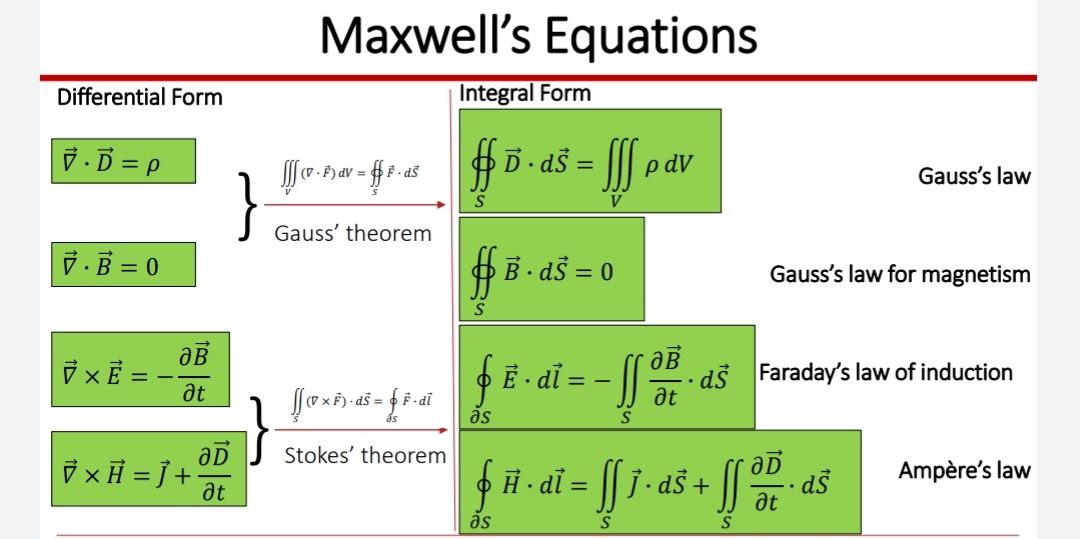 Maxwell's Equations
Differential Form
Integral Form
∇⃗ · D⃗ = ρ
∭_V (∇ · F⃗) dV = ∯_S F⃗ · dS⃗
Gauss' theorem
∯_S D⃗ · dS⃗ = ∭_V ρ dV
Gauss's law
∇⃗ · B⃗ = 0
∯_S B⃗ · dS⃗ = 0
Gauss's law for magnetism
∇⃗ × E⃗ = −∂B⃗/∂t
∬_S (∇ × F⃗) · dS⃗ = ∮_∂S F⃗ · dl⃗
Stokes' theorem
∮_∂S E⃗ · dl⃗ = − ∬_S ∂B⃗/∂t · dS⃗
Faraday's law of induction
∇⃗ × H⃗ = J⃗ + ∂D⃗/∂t
∮_∂S H⃗ · dl⃗ = ∬_S J⃗ · dS⃗ + ∬_S ∂D⃗/∂t · dS⃗
Ampère's law